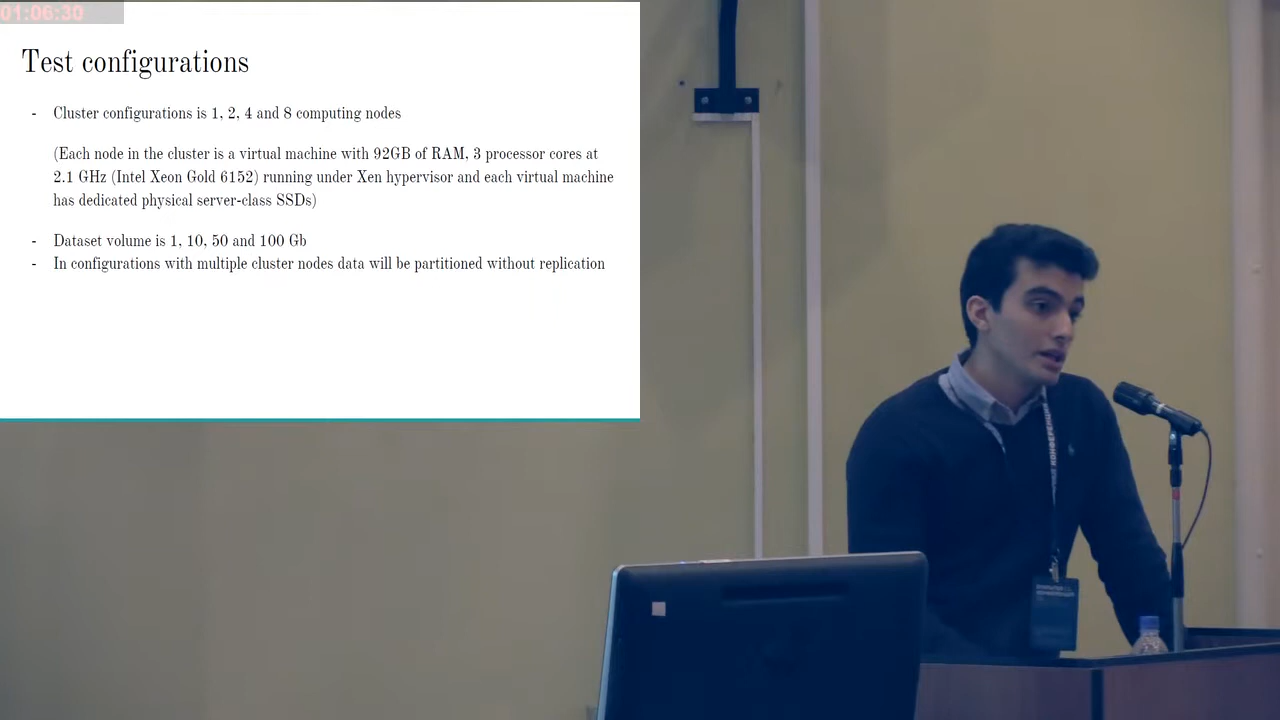 01:06:30
Test configurations
- Cluster configurations is 1, 2, 4 and 8 computing nodes
(Each node in the cluster is a virtual machine with 92GB of RAM, 3 processor cores at
2.1 GHz (Intel Xeon Gold 6152) running under Xen hypervisor and each virtual machine
has dedicated physical server-class SSDs)
- Dataset volume is 1, 10, 50 and 100 Gb
- In configurations with multiple cluster nodes data will be partitioned without replication